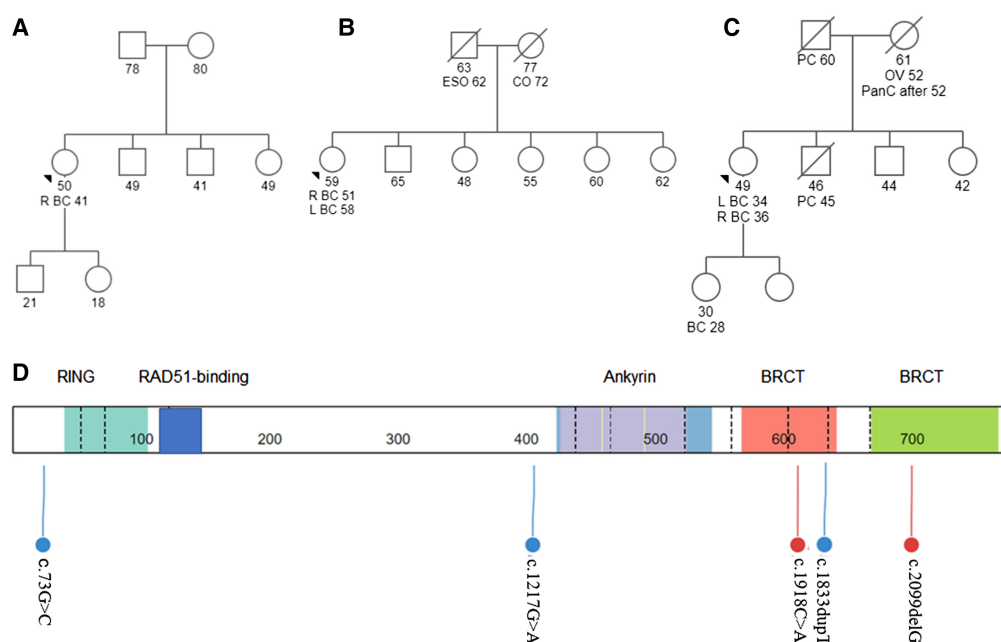 A
B
C
78
80
50
R BC 41
49
41
49
21
18
63
ESO 62
77
CO 72
59
R BC 51
L BC 58
65
48
55
60
62
PC 60
61
OV 52
PanC after 52
49
L BC 34
R BC 36
46
PC 45
44
42
30
BC 28
D
RING
RAD51-binding
Ankyrin
BRCT
BRCT
100
200
300
400
500
600
700
c.73G>C
c.1217G>A
c.1918C>A
c.1833dupT
c.2099delG